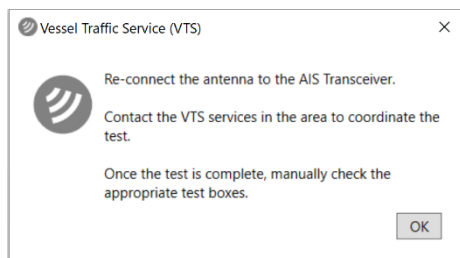 Vessel Traffic Service (VTS)
Re-connect the antenna to the AIS Transceiver.
Contact the VTS services in the area to coordinate the
test.
Once the test is complete, manually check the
appropriate test boxes.
OK